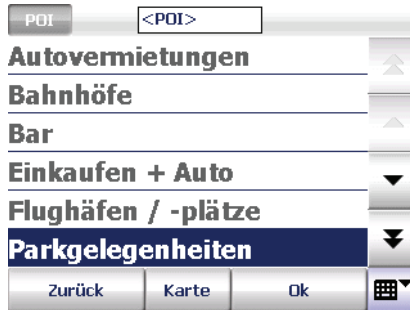 POI <POI>
Autovermietungen
Bahnhöfe
Bar
Einkaufen + Auto
Flughäfen / -plätze
Parkgelegenheiten
Zurück Karte Ok